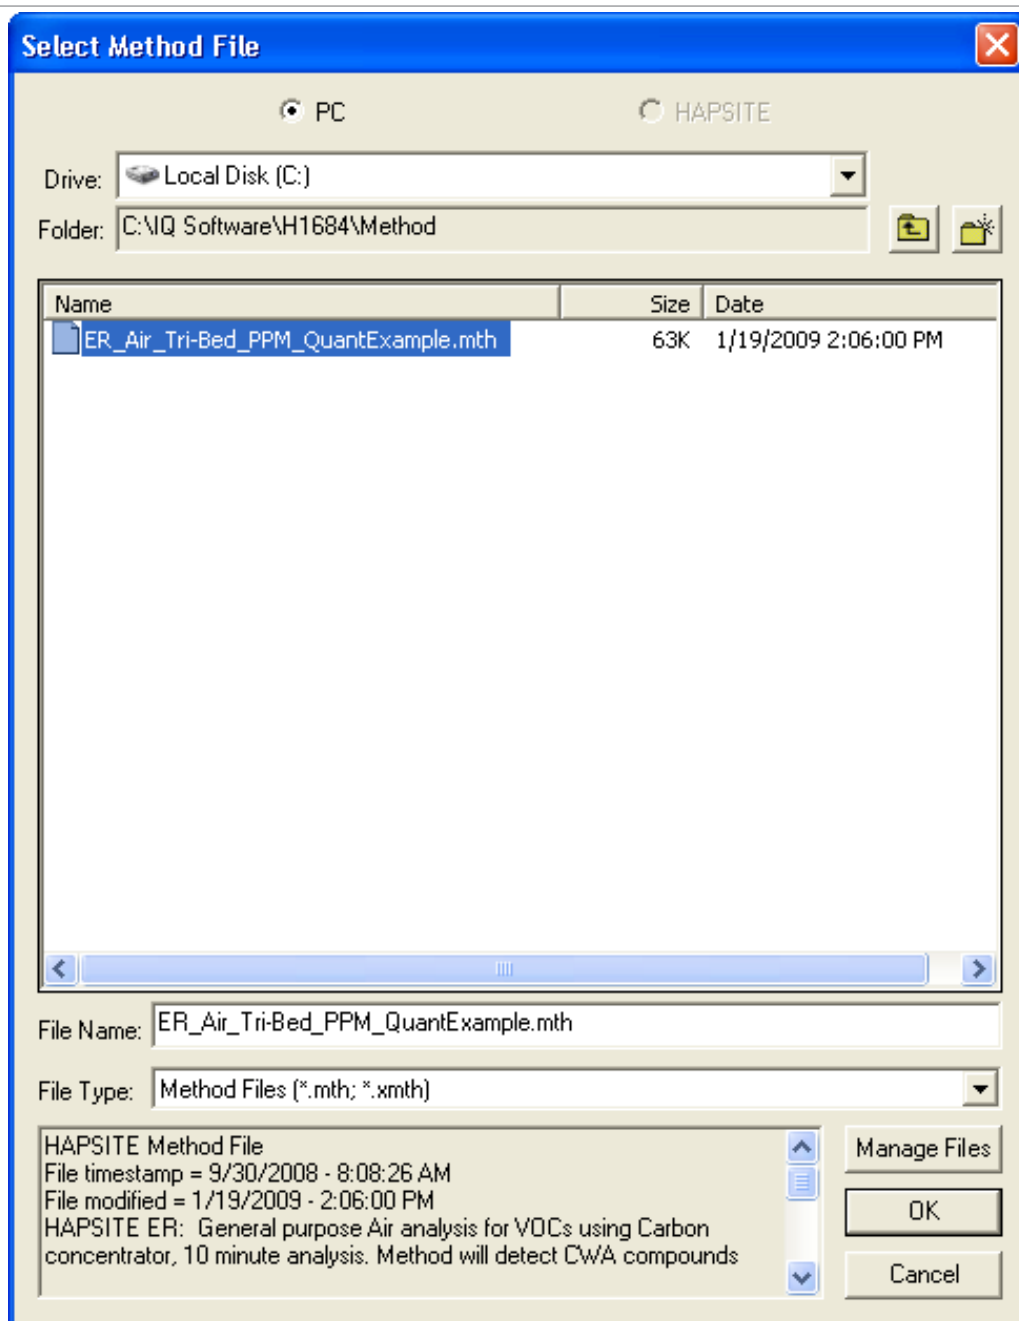 Select Method File
PC HAPSITE
Drive: Local Disk (C:)
Folder: C:\IQ Software\H1684\Method
Name Size Date
ER_Air_Tri-Bed_PPM_QuantExample.mth 63K 1/19/2009 2:06:00 PM
File Name: ER_Air_Tri-Bed_PPM_QuantExample.mth
File Type: Method Files (*.mth; *.xmth)
HAPSITE Method File
File timestamp = 9/30/2008 - 8:08:26 AM
File modified = 1/19/2009 - 2:06:00 PM
HAPSITE ER:  General purpose Air analysis for VOCs using Carbon
concentrator, 10 minute analysis. Method will detect CWA compounds
Manage Files
OK
Cancel